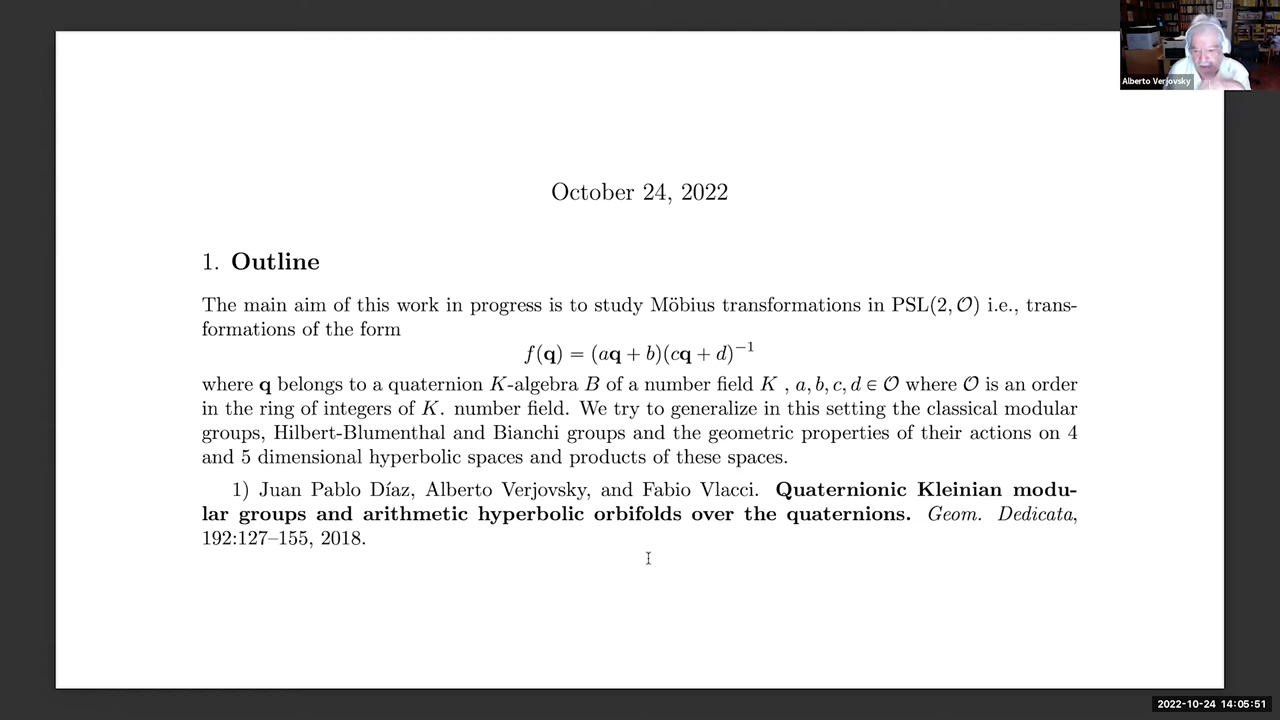 Alberto Verjovsky
October 24, 2022
1. Outline
The main aim of this work in progress is to study Möbius transformations in PSL(2, 𝒪) i.e., trans-
formations of the form
f(q) = (aq + b)(cq + d)⁻¹
where q belongs to a quaternion K-algebra B of a number field K , a, b, c, d ∈ 𝒪 where 𝒪 is an order
in the ring of integers of K. number field. We try to generalize in this setting the classical modular
groups, Hilbert-Blumenthal and Bianchi groups and the geometric properties of their actions on 4
and 5 dimensional hyperbolic spaces and products of these spaces.
1) Juan Pablo Díaz, Alberto Verjovsky, and Fabio Vlacci. Quaternionic Kleinian modu-
lar groups and arithmetic hyperbolic orbifolds over the quaternions. Geom. Dedicata,
192:127–155, 2018.
2022-10-24 14:05:51